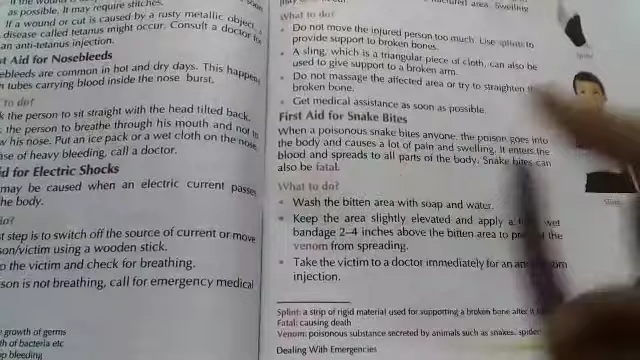 If the wound
as possible. It may require stitches.
If a wound or cut is caused by a rusty metallic object, a
disease called tetanus might occur. Consult a doctor for
an anti-tetanus injection.
Aid for Nosebleeds
are common in hot and dry days. This happens
tubes carrying blood inside the nose burst.
to do?
the person to sit straight with the head tilted back.
the person to breathe through his mouth and not to
his nose. Put an ice pack or a wet cloth on the nose
of heavy bleeding, call a doctor.
for Electric Shocks
may be caused when an electric current passes
the body.
step is to switch off the source of current or move
using a wooden stick.
the victim and check for breathing.
is not breathing, call for emergency medical
growth of germs
of bacteria etc
bleeding
area. Swelling
What to do?
Do not move the injured person too much. Use splints to
provide support to broken bones.
A sling, which is a triangular piece of cloth, can also be
used to give support to a broken arm.
Do not massage the affected area or try to straighten
broken bone.
Get medical assistance as soon as possible.
First Aid for Snake Bites
When a poisonous snake bites anyone, the poison goes into
the body and causes a lot of pain and swelling. It enters the
blood and spreads to all parts of the body. Snake bites can
also be fatal.
What to do?
Wash the bitten area with soap and water.
Keep the area slightly elevated and apply a wet
bandage 2–4 inches above the bitten area to the
venom from spreading.
Take the victim to a doctor immediately for an
injection.
Splint: a strip of rigid material used for supporting a broken bone after it
Fatal: causing death
Venom: poisonous substance secreted by animals such as snakes,
Dealing With Emergencies